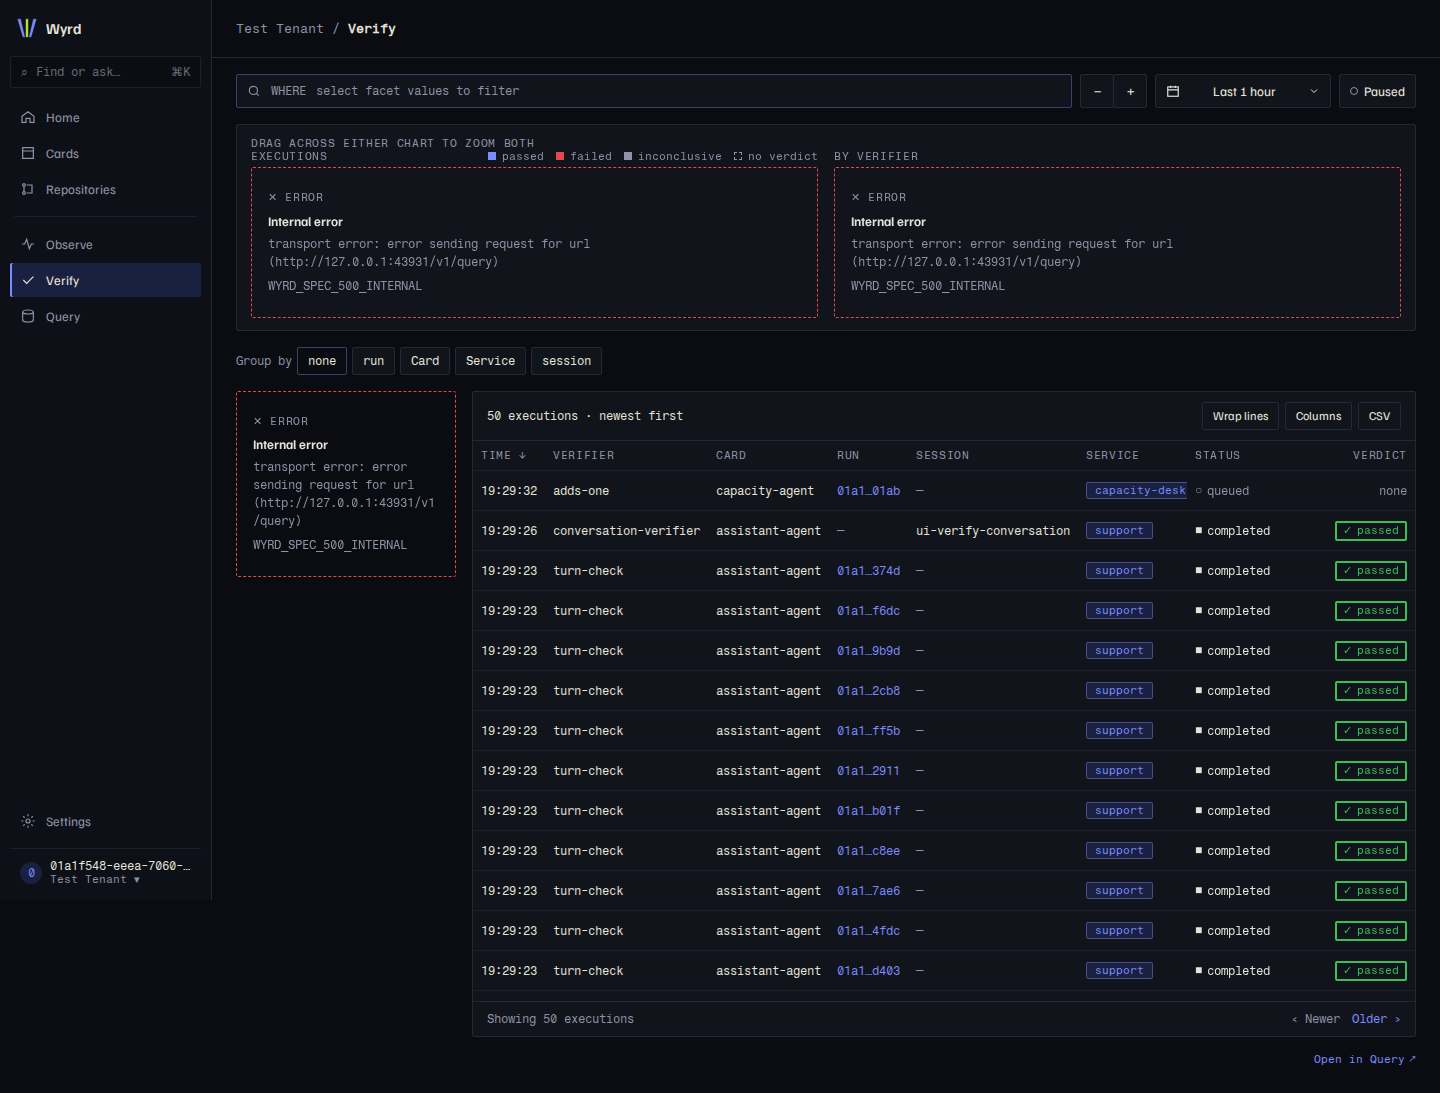 Wyrd
Test Tenant / Verify
Find or ask… ⌘K
WHERE select facet values to filter
− + Last 1 hour Paused
Home
Cards
Repositories
Observe
Verify
Query
DRAG ACROSS EITHER CHART TO ZOOM BOTH
EXECUTIONS passed failed inconclusive no verdict BY VERIFIER
✕ ERROR
Internal error
transport error: error sending request for url
(http://127.0.0.1:43931/v1/query)
WYRD_SPEC_500_INTERNAL
✕ ERROR
Internal error
transport error: error sending request for url
(http://127.0.0.1:43931/v1/query)
WYRD_SPEC_500_INTERNAL
Group by none run Card Service session
✕ ERROR
Internal error
transport error: error
sending request for url
(http://127.0.0.1:43931/v1
/query)
WYRD_SPEC_500_INTERNAL
50 executions · newest first Wrap lines Columns CSV
TIME ↓ VERIFIER CARD RUN SESSION SERVICE STATUS VERDICT
19:29:32 adds-one capacity-agent 01a1…01ab — capacity-desk ○ queued none
19:29:26 conversation-verifier assistant-agent — ui-verify-conversation support ■ completed ✓ passed
19:29:23 turn-check assistant-agent 01a1…374d — support ■ completed ✓ passed
19:29:23 turn-check assistant-agent 01a1…f6dc — support ■ completed ✓ passed
19:29:23 turn-check assistant-agent 01a1…9b9d — support ■ completed ✓ passed
19:29:23 turn-check assistant-agent 01a1…2cb8 — support ■ completed ✓ passed
19:29:23 turn-check assistant-agent 01a1…ff5b — support ■ completed ✓ passed
19:29:23 turn-check assistant-agent 01a1…2911 — support ■ completed ✓ passed
19:29:23 turn-check assistant-agent 01a1…b01f — support ■ completed ✓ passed
19:29:23 turn-check assistant-agent 01a1…c8ee — support ■ completed ✓ passed
19:29:23 turn-check assistant-agent 01a1…7ae6 — support ■ completed ✓ passed
19:29:23 turn-check assistant-agent 01a1…4fdc — support ■ completed ✓ passed
19:29:23 turn-check assistant-agent 01a1…d403 — support ■ completed ✓ passed
Showing 50 executions ‹ Newer Older ›
Open in Query ↗
Settings
0 01a1f548-eeea-7060-…
Test Tenant ▾